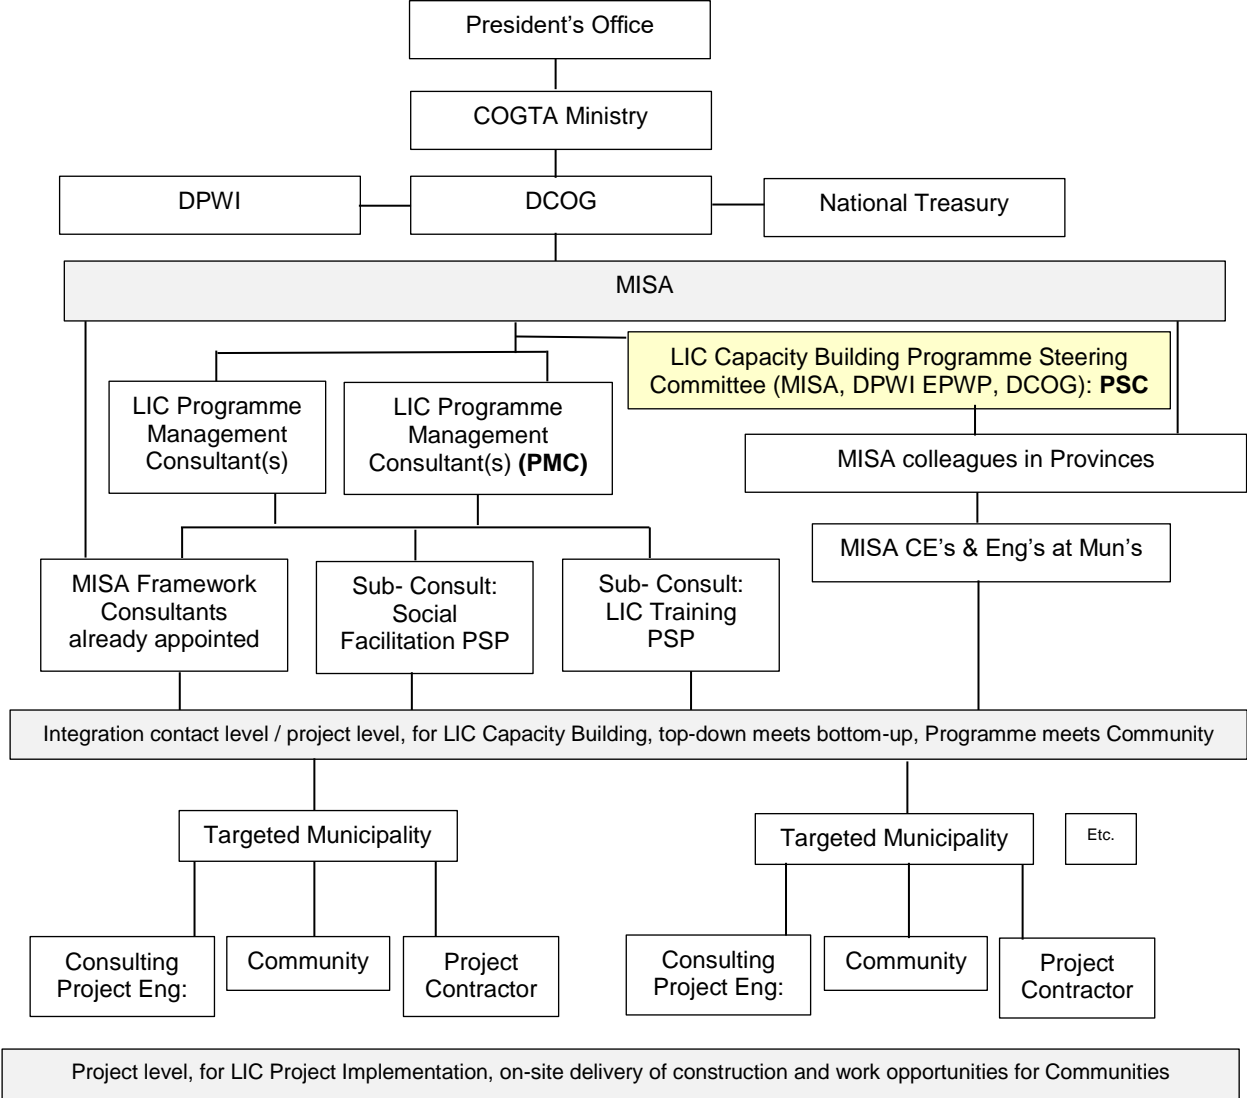 President’s Office
COGTA Ministry
DPWI
DCOG
National Treasury
MISA
LIC Capacity Building Programme Steering
Committee (MISA, DPWI EPWP, DCOG): PSC
LIC Programme
Management
Consultant(s)
LIC Programme
Management
Consultant(s) (PMC)
MISA colleagues in Provinces
MISA CE’s & Eng’s at Mun’s
MISA Framework
Consultants
already appointed
Sub- Consult:
Social
Facilitation PSP
Sub- Consult:
LIC Training
PSP
Integration contact level / project level, for LIC Capacity Building, top-down meets bottom-up, Programme meets Community
Targeted Municipality
Targeted Municipality
Etc.
Consulting
Project Eng:
Community
Project
Contractor
Consulting
Project Eng:
Community
Project
Contractor
Project level, for LIC Project Implementation, on-site delivery of construction and work opportunities for Communities